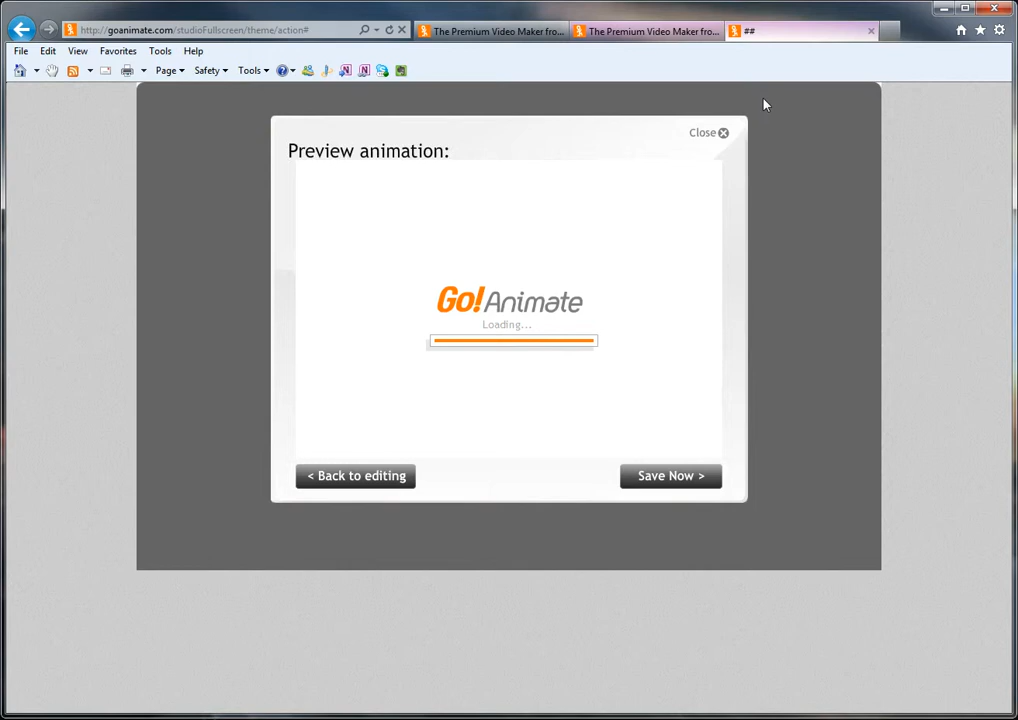 http://goanimate.com/studioFullscreen/theme/action#
The Premium Video Maker fro...
The Premium Video Maker fro...
##
File Edit View Favorites Tools Help
Page Safety Tools
Close
Preview animation:
Go!Animate
Loading...
< Back to editing
Save Now >